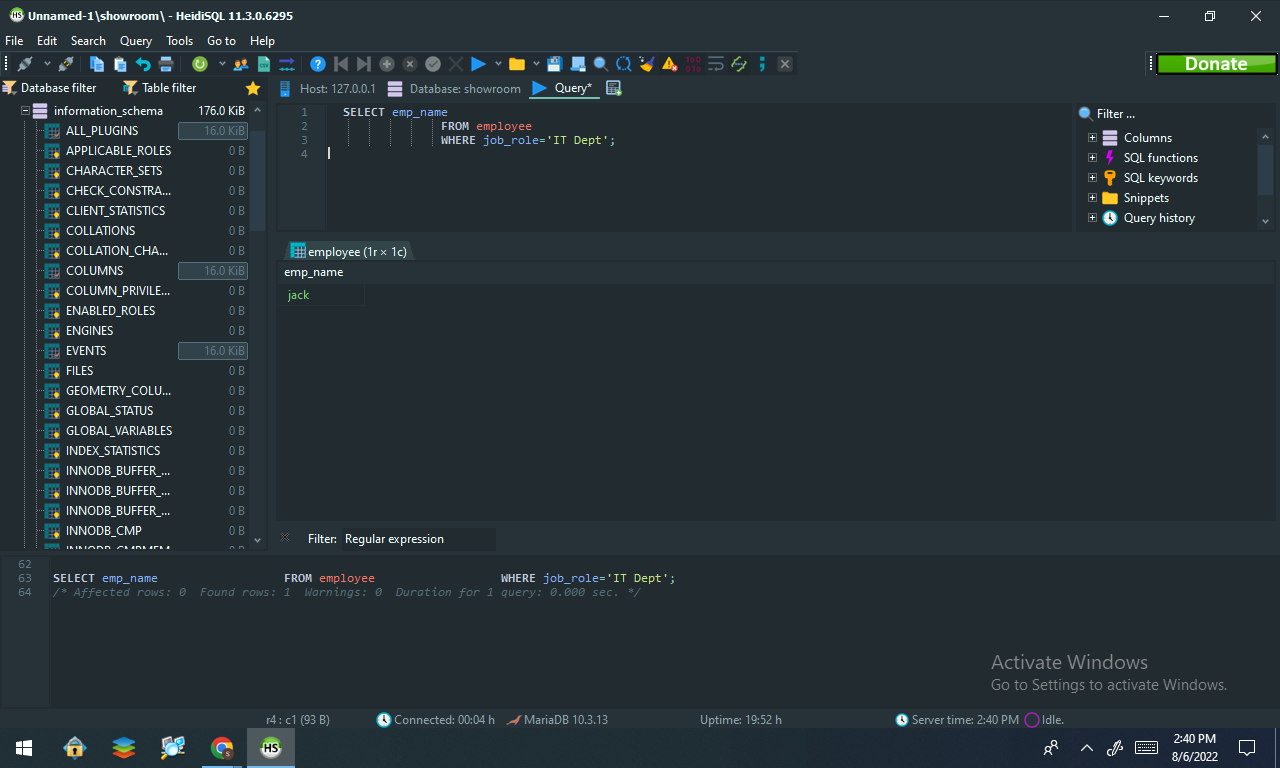 Unnamed-1\showroom\ - HeidiSQL 11.3.0.6295
File Edit Search Query Tools Go to Help
Donate
Database filter Table filter
Host: 127.0.0.1 Database: showroom Query*
information_schema 176.0 KiB
ALL_PLUGINS 16.0 KiB
APPLICABLE_ROLES 0 B
CHARACTER_SETS 0 B
CHECK_CONSTRA... 0 B
CLIENT_STATISTICS 0 B
COLLATIONS 0 B
COLLATION_CHA... 0 B
COLUMNS 16.0 KiB
COLUMN_PRIVILE... 0 B
ENABLED_ROLES 0 B
ENGINES 0 B
EVENTS 16.0 KiB
FILES 0 B
GEOMETRY_COLU... 0 B
GLOBAL_STATUS 0 B
GLOBAL_VARIABLES 0 B
INDEX_STATISTICS 0 B
INNODB_BUFFER_... 0 B
INNODB_BUFFER_... 0 B
INNODB_BUFFER_... 0 B
INNODB_CMP 0 B
1 SELECT emp_name
2 FROM employee
3 WHERE job_role='IT Dept';
4
Filter ...
Columns
SQL functions
SQL keywords
Snippets
Query history
employee (1r × 1c)
emp_name
jack
Filter: Regular expression
62
63 SELECT emp_name FROM employee WHERE job_role='IT Dept';
64 /* Affected rows: 0 Found rows: 1 Warnings: 0 Duration for 1 query: 0.000 sec. */
Activate Windows
Go to Settings to activate Windows.
r4 : c1 (93 B) Connected: 00:04 h MariaDB 10.3.13 Uptime: 19:52 h Server time: 2:40 PM Idle.
HS
2:40 PM
8/6/2022